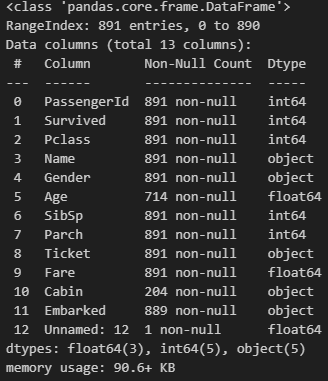 <class 'pandas.core.frame.DataFrame'>
RangeIndex: 891 entries, 0 to 890
Data columns (total 13 columns):
 #   Column       Non-Null Count  Dtype
---  ------       --------------  -----
 0   PassengerId  891 non-null    int64
 1   Survived     891 non-null    int64
 2   Pclass       891 non-null    int64
 3   Name         891 non-null    object
 4   Gender       891 non-null    object
 5   Age          714 non-null    float64
 6   SibSp        891 non-null    int64
 7   Parch        891 non-null    int64
 8   Ticket       891 non-null    object
 9   Fare         891 non-null    float64
 10  Cabin        204 non-null    object
 11  Embarked     889 non-null    object
 12  Unnamed: 12  1 non-null      float64
dtypes: float64(3), int64(5), object(5)
memory usage: 90.6+ KB